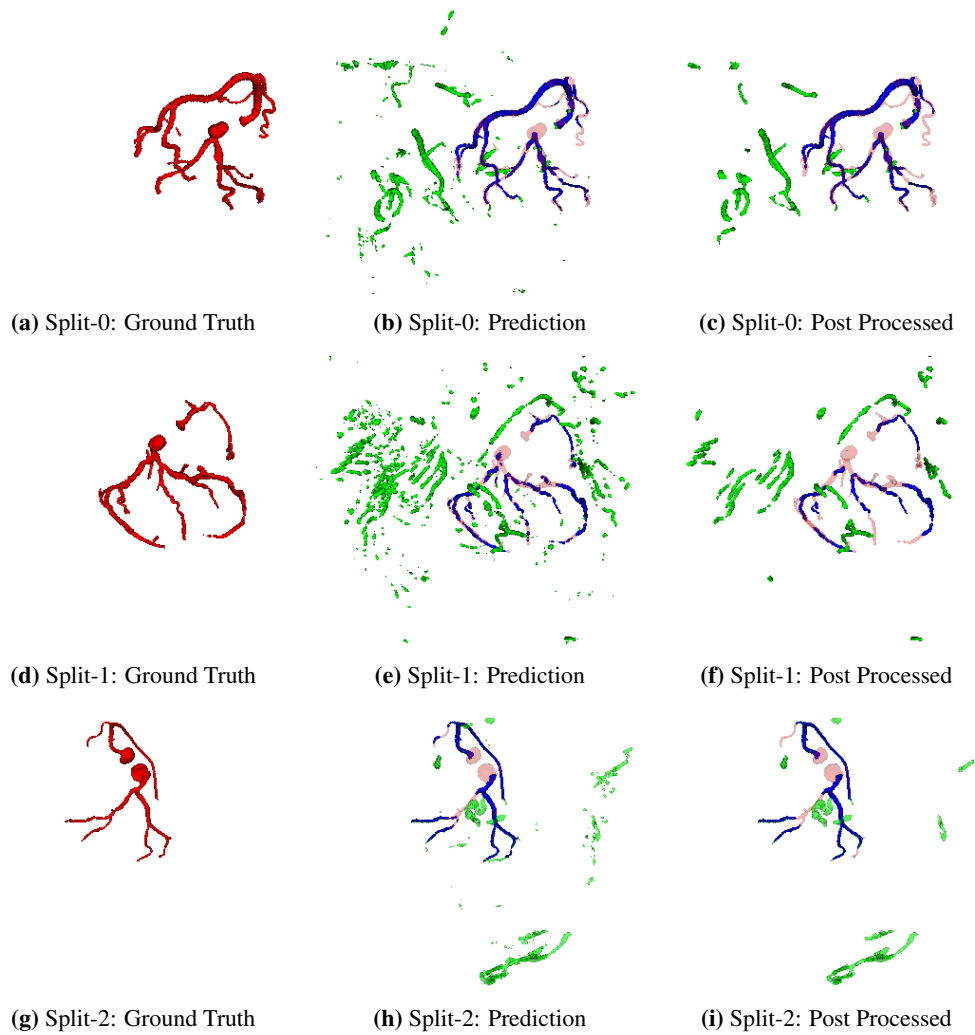 (a) Split-0: Ground Truth
(b) Split-0: Prediction
(c) Split-0: Post Processed
(d) Split-1: Ground Truth
(e) Split-1: Prediction
(f) Split-1: Post Processed
(g) Split-2: Ground Truth
(h) Split-2: Prediction
(i) Split-2: Post Processed